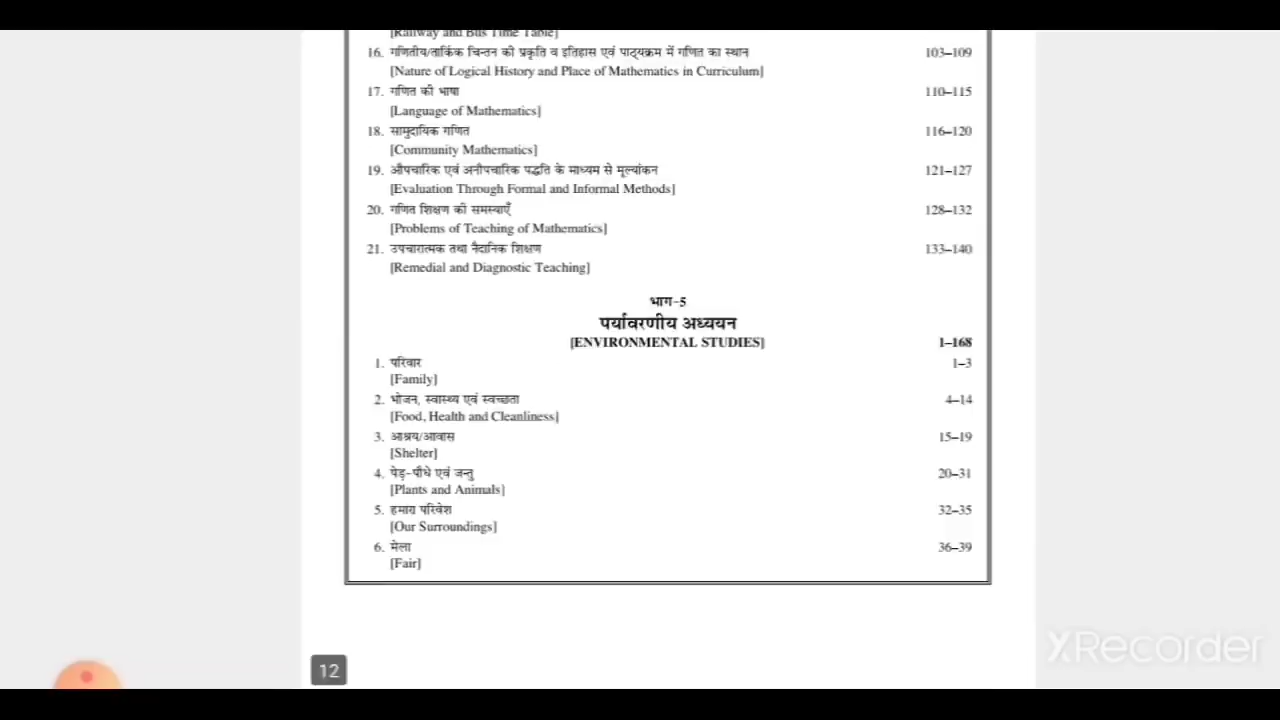 [Railway and Bus Time Table]
16. गणितीय/तार्किक चिन्तन की प्रकृति व इतिहास एवं पाठ्यक्रम में गणित का स्थान 103–109
[Nature of Logical History and Place of Mathematics in Curriculum]
17. गणित की भाषा 110–115
[Language of Mathematics]
18. सामुदायिक गणित 116–120
[Community Mathematics]
19. औपचारिक एवं अनौपचारिक पद्धति के माध्यम से मूल्यांकन 121–127
[Evaluation Through Formal and Informal Methods]
20. गणित शिक्षण की समस्याएँ 128–132
[Problems of Teaching of Mathematics]
21. उपचारात्मक तथा नैदानिक शिक्षण 133–140
[Remedial and Diagnostic Teaching]
भाग-5
पर्यावरणीय अध्ययन
[ENVIRONMENTAL STUDIES] 1–168
1. परिवार 1–3
[Family]
2. भोजन, स्वास्थ्य एवं स्वच्छता 4–14
[Food, Health and Cleanliness]
3. आश्रय/आवास 15–19
[Shelter]
4. पेड़-पौधे एवं जन्तु 20–31
[Plants and Animals]
5. हमारा परिवेश 32–35
[Our Surroundings]
6. मेला 36–39
[Fair]
12
XRecorder